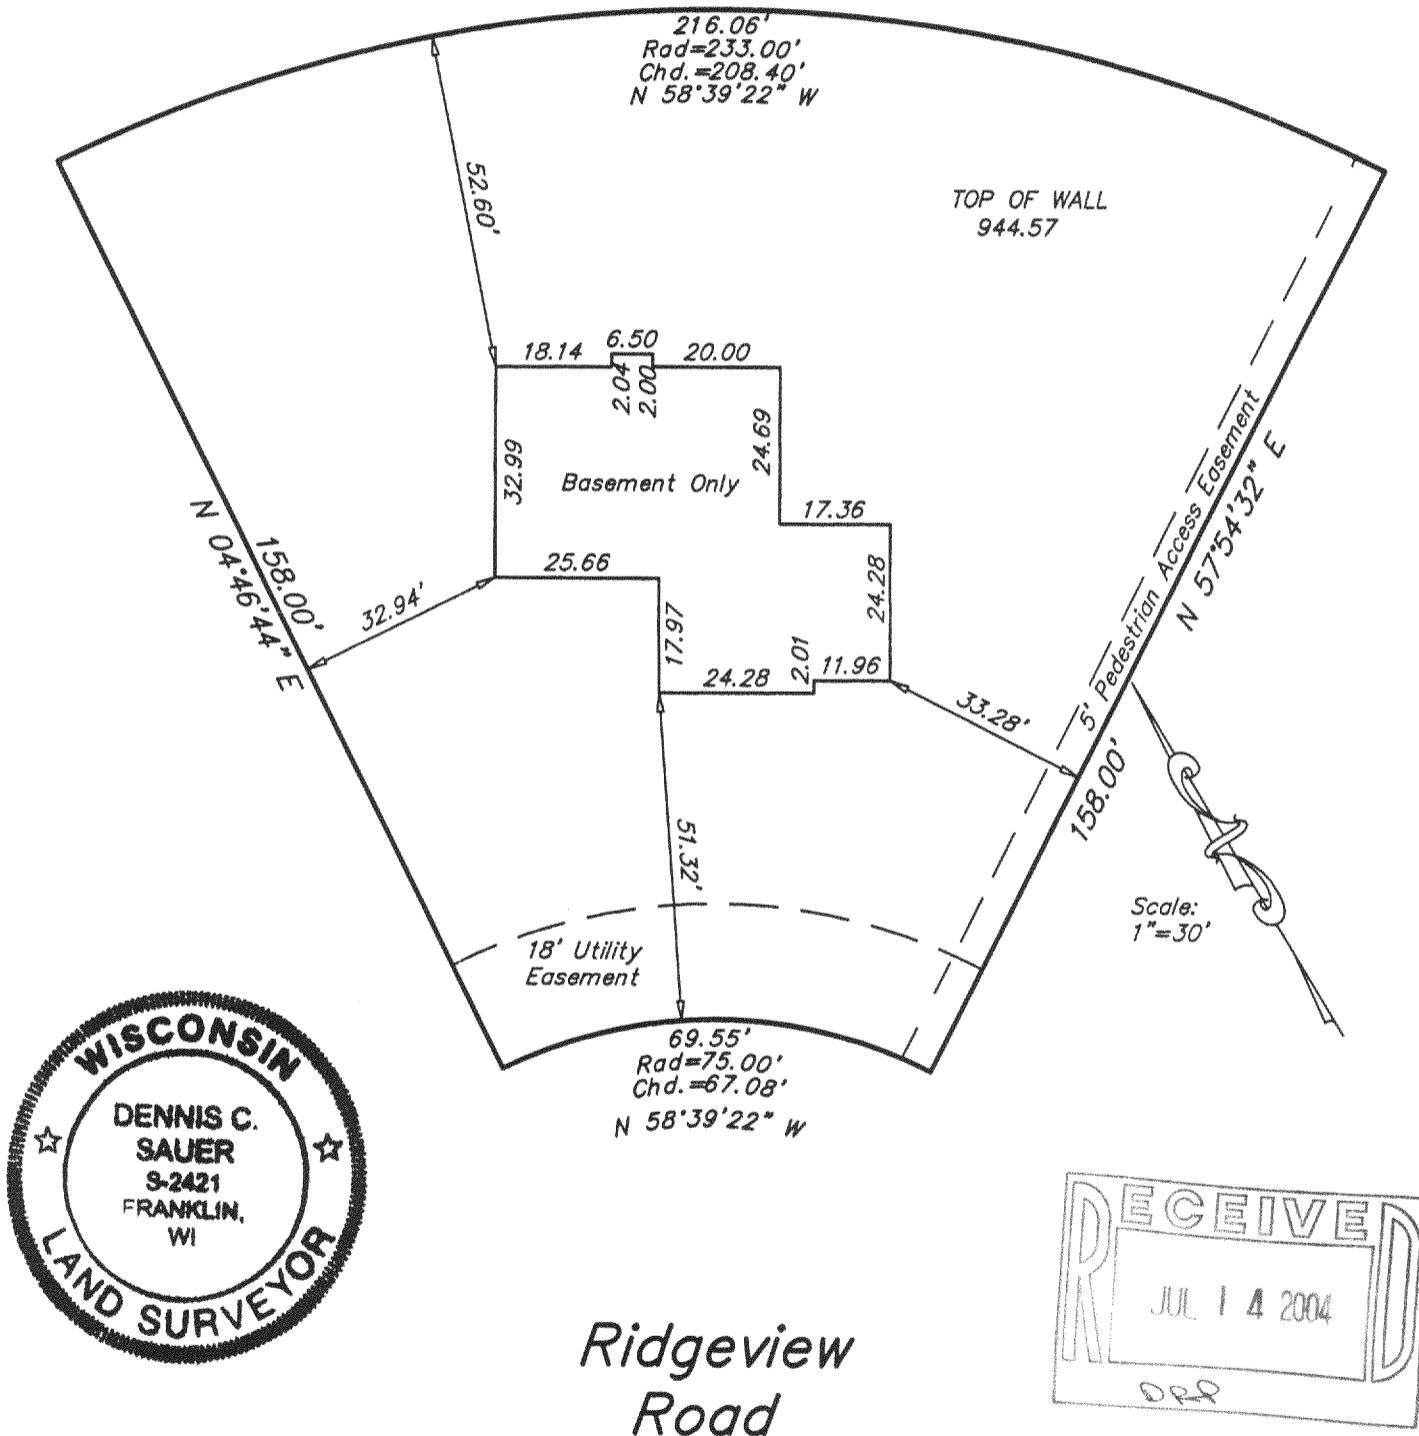 216.06'
Rad=233.00'
Chd.=208.40'
N 58°39'22" W
52.60'
TOP OF WALL
944.57
18.14
6.50
20.00
2.04
2.00
32.99
24.69
Basement Only
17.36
25.66
24.28
17.97
24.28
2.01
11.96
32.94'
33.28'
158.00'
N 04°46'44" E
5' Pedestrian Access Easement
N 57°54'32" E
158.00'
51.32'
Scale:
1"=30'
18' Utility
Easement
69.55'
Rad=75.00'
Chd.=67.08'
N 58°39'22" W
WISCONSIN
DENNIS C.
SAUER
S-2421
FRANKLIN,
WI
LAND SURVEYOR
RECEIVED
JUL 14 2004
Ridgeview
Road